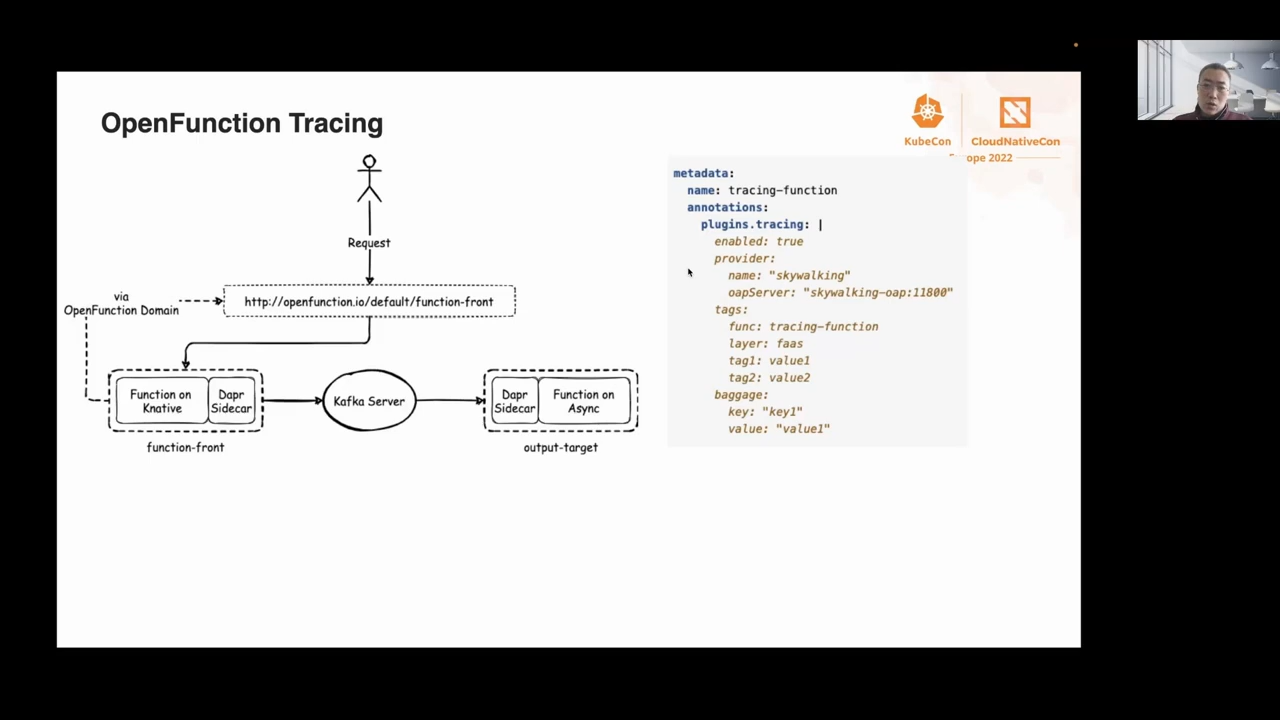 OpenFunction Tracing
KubeCon
CloudNativeCon
ope 2022
Request
via
OpenFunction Domain
http://openfunction.io/default/function-front
Function on
Knative
Dapr
Sidecar
function-front
Kafka Server
Dapr
Sidecar
Function on
Async
output-target
metadata:
name: tracing-function
annotations:
plugins.tracing: |
enabled: true
provider:
name: "skywalking"
oapServer: "skywalking-oap:11800"
tags:
func: tracing-function
layer: faas
tag1: value1
tag2: value2
baggage:
key: "key1"
value: "value1"